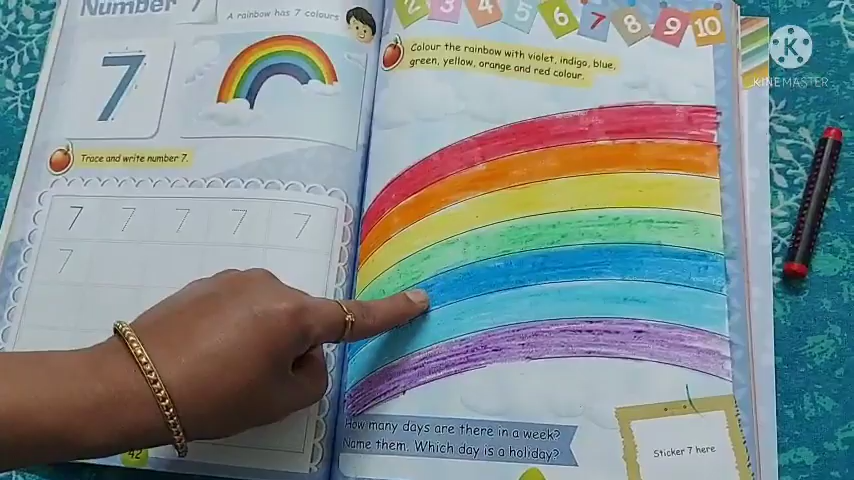 Number 7
A rainbow has 7 colours
7
Trace and write number 7.
7 7 7 7 7
7
42
2 3 4 5 6 7 8 9 10
Colour the rainbow with violet, indigo, blue,
green, yellow, orange and red colour.
How many days are there in a week?
Name them. Which day is a holiday?
Sticker 7 here
K
KINEMASTER